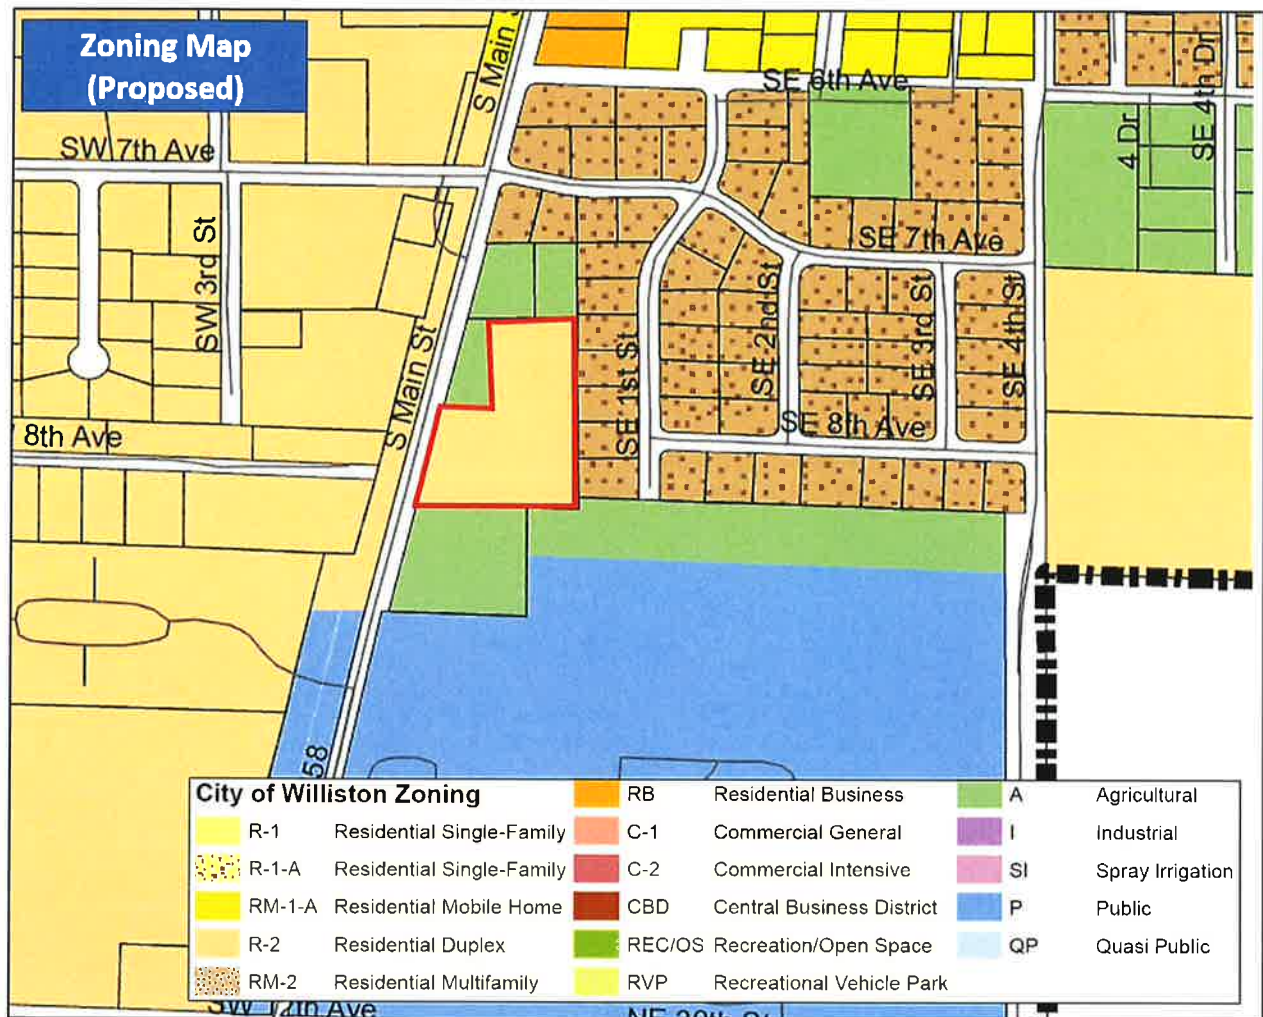 Zoning Map
(Proposed)
S Main S
SE 6th Ave
SE 4th Dr
4 Dr
SW 7th Ave
SW 3rd St
SE 7th Ave
S Main St
SE 1st St
SE 2nd St
SE 3rd St
SE 4th St
8th Ave
SE 8th Ave
58
City of Williston Zoning
R-1 Residential Single-Family
R-1-A Residential Single-Family
RM-1-A Residential Mobile Home
R-2 Residential Duplex
RM-2 Residential Multifamily
RB Residential Business
C-1 Commercial General
C-2 Commercial Intensive
CBD Central Business District
REC/OS Recreation/Open Space
RVP Recreational Vehicle Park
A Agricultural
I Industrial
SI Spray Irrigation
P Public
QP Quasi Public
SW 12th Ave
NE 20th St